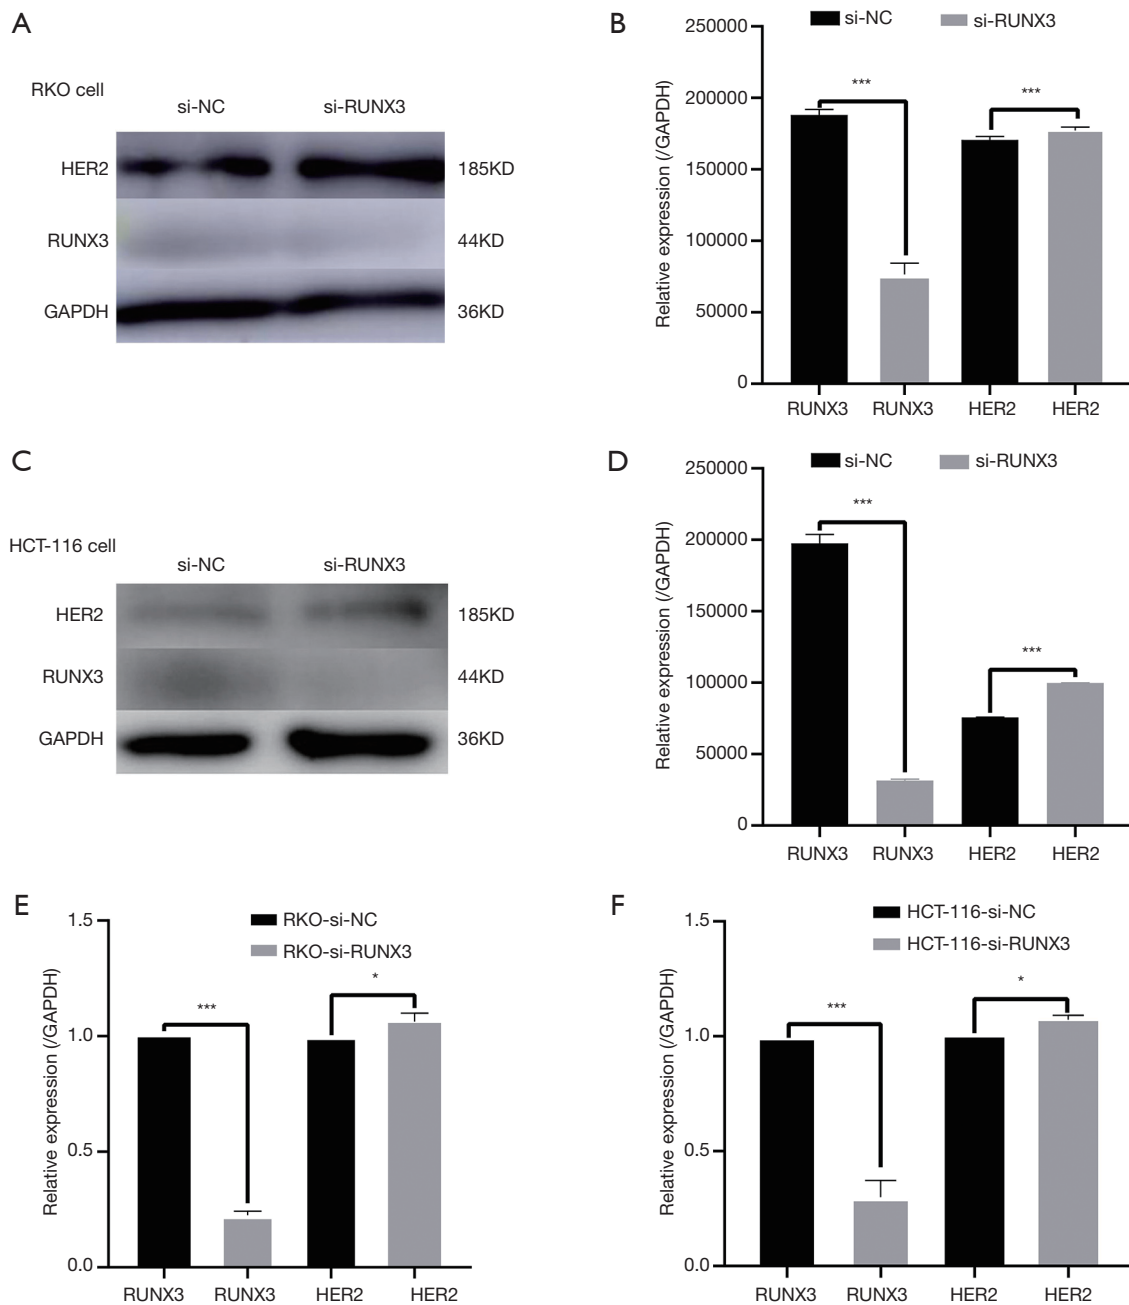 A
RKO cell
si-NC
si-RUNX3
HER2
185KD
RUNX3
44KD
GAPDH
36KD
B
si-NC
si-RUNX3
Relative expression (/GAPDH)
250000
200000
150000
100000
50000
0
***
***
RUNX3
RUNX3
HER2
HER2
C
HCT-116 cell
si-NC
si-RUNX3
HER2
185KD
RUNX3
44KD
GAPDH
36KD
D
si-NC
si-RUNX3
Relative expression (/GAPDH)
250000
200000
150000
100000
50000
0
***
***
RUNX3
RUNX3
HER2
HER2
E
RKO-si-NC
RKO-si-RUNX3
Relative expression (/GAPDH)
1.5
1.0
0.5
0.0
***
*
RUNX3
RUNX3
HER2
HER2
F
HCT-116-si-NC
HCT-116-si-RUNX3
Relative expression (/GAPDH)
1.5
1.0
0.5
0.0
***
*
RUNX3
RUNX3
HER2
HER2